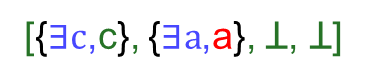 [{∃c,c}, {∃a,a}, ⊥, ⊥]